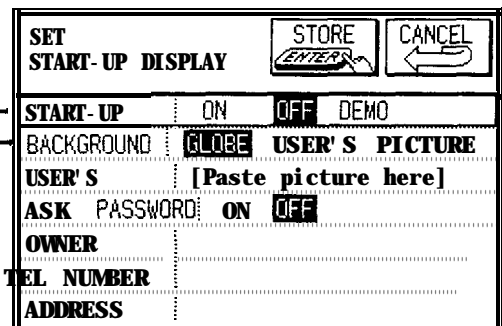 SET
START-UP DISPLAY
STORE
ENTER
CANCEL
START-UP ON OFF DEMO
BACKGROUND GLOBE USER'S PICTURE
USER'S [Paste picture here]
ASK PASSWORD ON OFF
OWNER
TEL NUMBER
ADDRESS